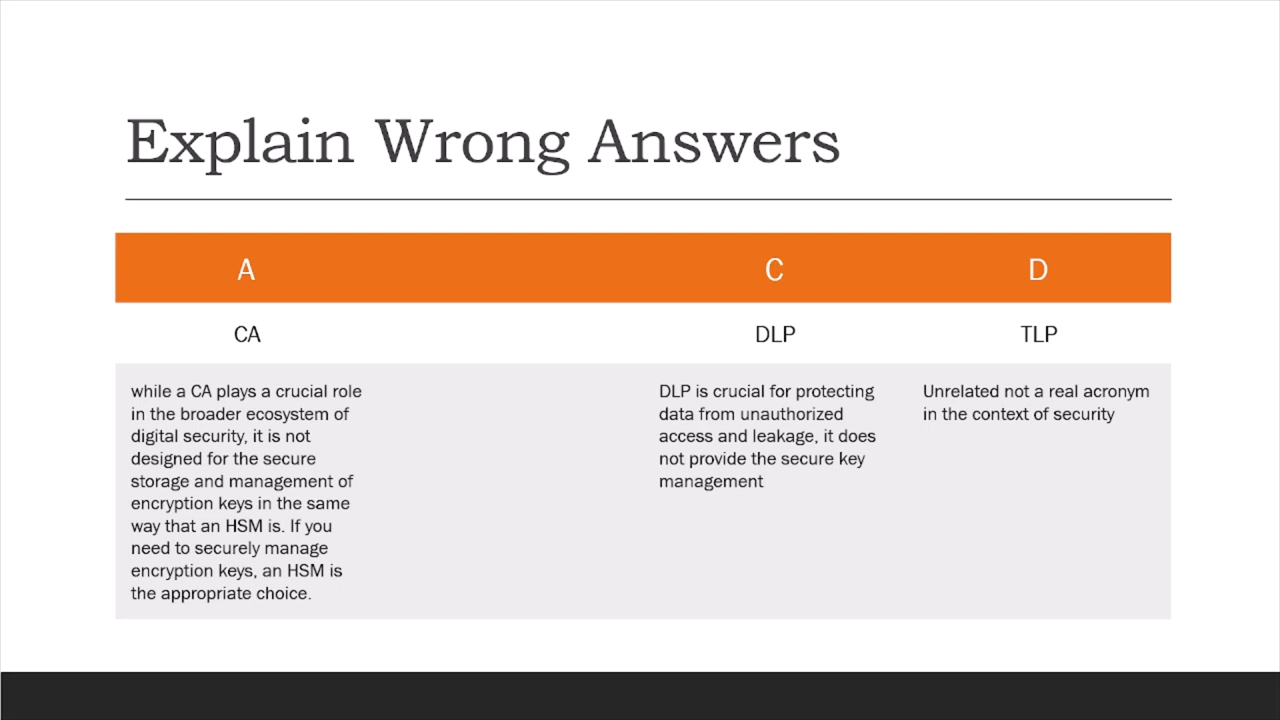 Explain Wrong Answers
A
C
D
CA
DLP
TLP
while a CA plays a crucial role
in the broader ecosystem of
digital security, it is not
designed for the secure
storage and management of
encryption keys in the same
way that an HSM is. If you
need to securely manage
encryption keys, an HSM is
the appropriate choice.
DLP is crucial for protecting
data from unauthorized
access and leakage, it does
not provide the secure key
management
Unrelated not a real acronym
in the context of security